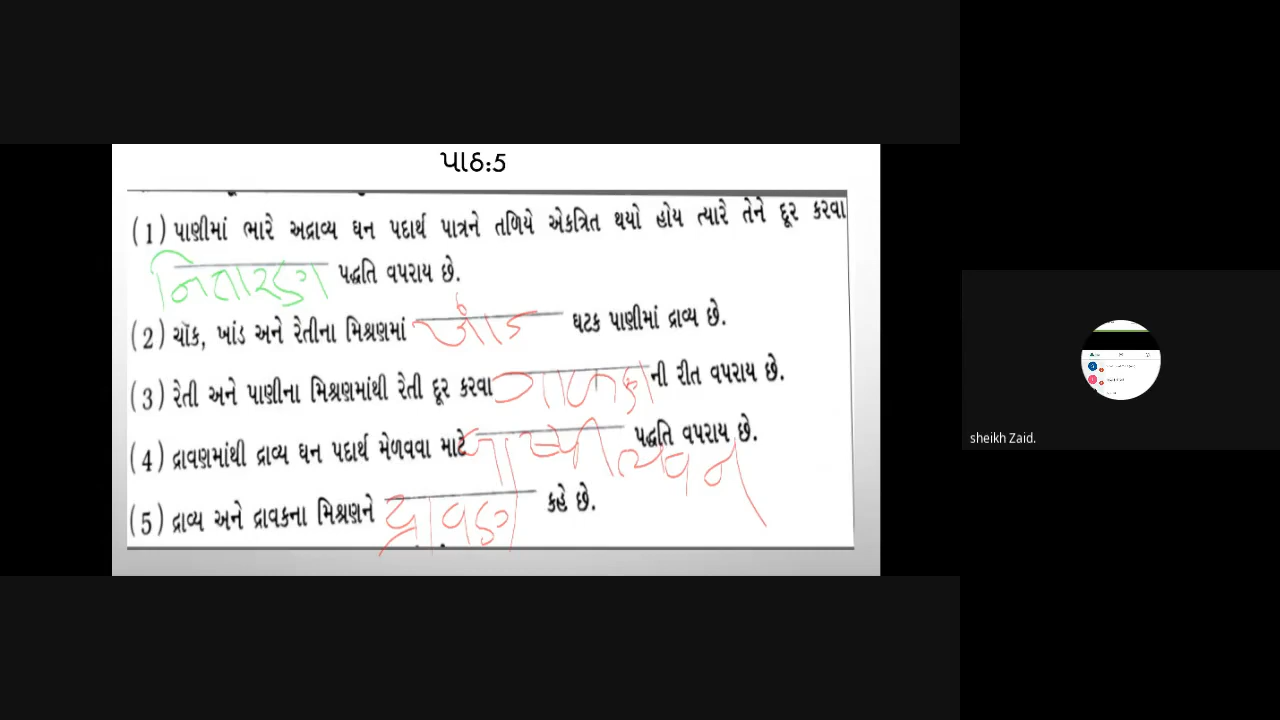 પાઠ:5
(1) પાણીમાં ભારે અદ્રાવ્ય ઘન પદાર્થ પાત્રને તળિયે એકત્રિત થયો હોય ત્યારે તેને દૂર કરવા
નિતારણ પદ્ધતિ વપરાય છે.
(2) ચૉક, ખાંડ અને રેતીના મિશ્રણમાં ખાંડ ઘટક પાણીમાં દ્રાવ્ય છે.
(3) રેતી અને પાણીના મિશ્રણમાંથી રેતી દૂર કરવા ગાળણ ની રીત વપરાય છે.
(4) દ્રાવણમાંથી દ્રાવ્ય ઘન પદાર્થ મેળવવા માટે બાષ્પીભવન પદ્ધતિ વપરાય છે.
(5) દ્રાવ્ય અને દ્રાવકના મિશ્રણને દ્રાવણ કહે છે.
sheikh Zaid.